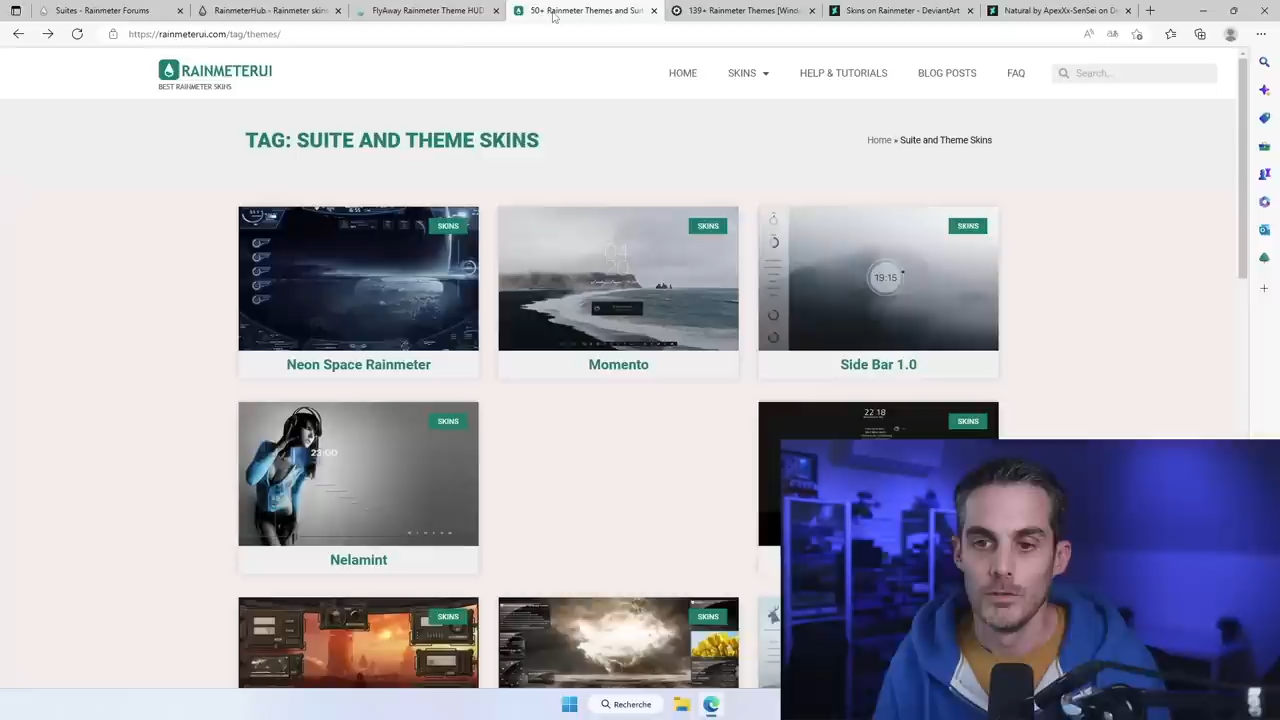 Suites - Rainmeter Forums
RainmeterHub - Rainmeter skins
FlyAway Rainmeter Theme HUD
50+ Rainmeter Themes and Suit
139+ Rainmeter Themes [Wind
Skins on Rainmeter - DeviantArt
Natural by ApexXx-SenSei on D
https://rainmeterui.com/tag/themes/
RAINMETERUI
BEST RAINMETER SKINS
HOME
SKINS
HELP & TUTORIALS
BLOG POSTS
FAQ
Search...
TAG: SUITE AND THEME SKINS
Home » Suite and Theme Skins
SKINS
SKINS
SKINS
19:15
Neon Space Rainmeter
Momento
Side Bar 1.0
SKINS
SKINS
22 18
23:00
Nelamint
SKINS
SKINS
Recherche